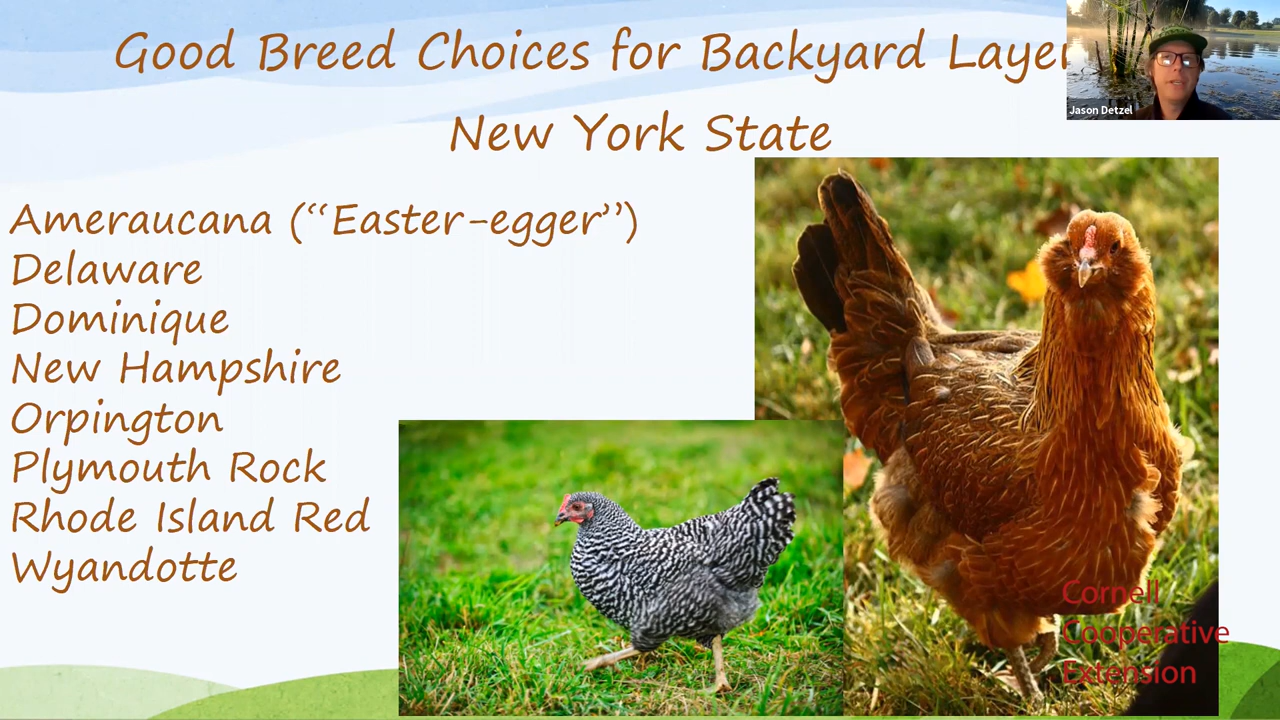 Good Breed Choices for Backyard Layer
New York State
Jason Detzel
Ameraucana (“Easter-egger”)
Delaware
Dominique
New Hampshire
Orpington
Plymouth Rock
Rhode Island Red
Wyandotte
Cornell
Cooperative
Extension